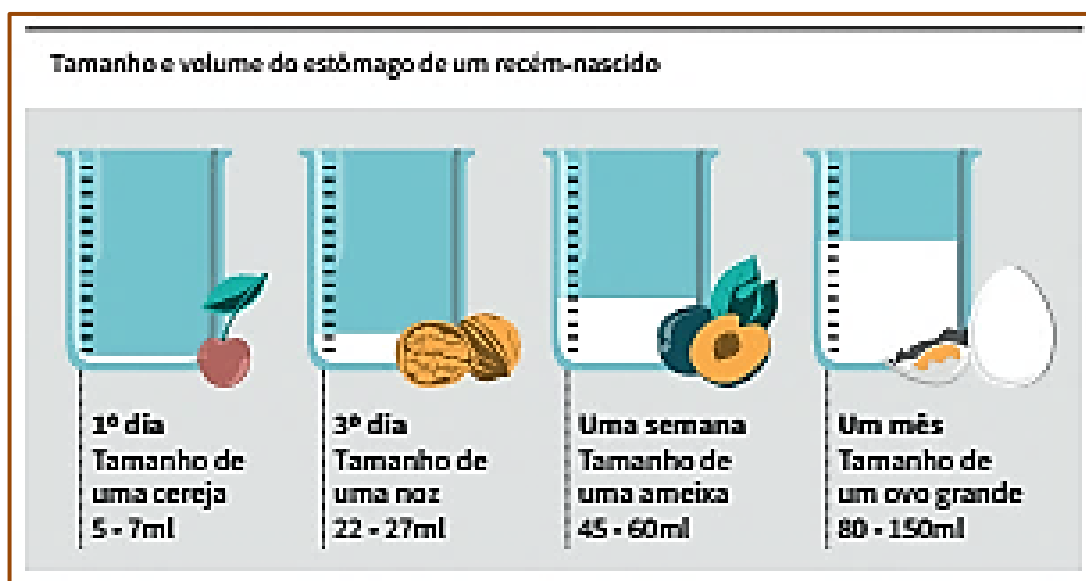 Tamanho e volume do estômago de um recém-nascido
1º dia
Tamanho de
uma cereja
5 - 7ml
3º dia
Tamanho de
uma noz
22 - 27ml
Uma semana
Tamanho de
uma ameixa
45 - 60ml
Um mês
Tamanho de
um ovo grande
80 - 150ml